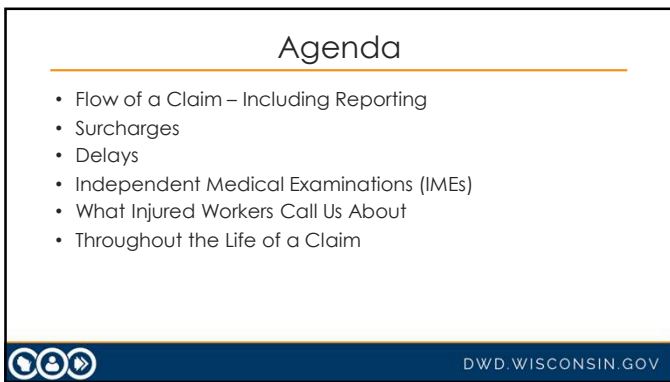 Agenda
• Flow of a Claim – Including Reporting
• Surcharges
• Delays
• Independent Medical Examinations (IMEs)
• What Injured Workers Call Us About
• Throughout the Life of a Claim
DWD.WISCONSIN.GOV